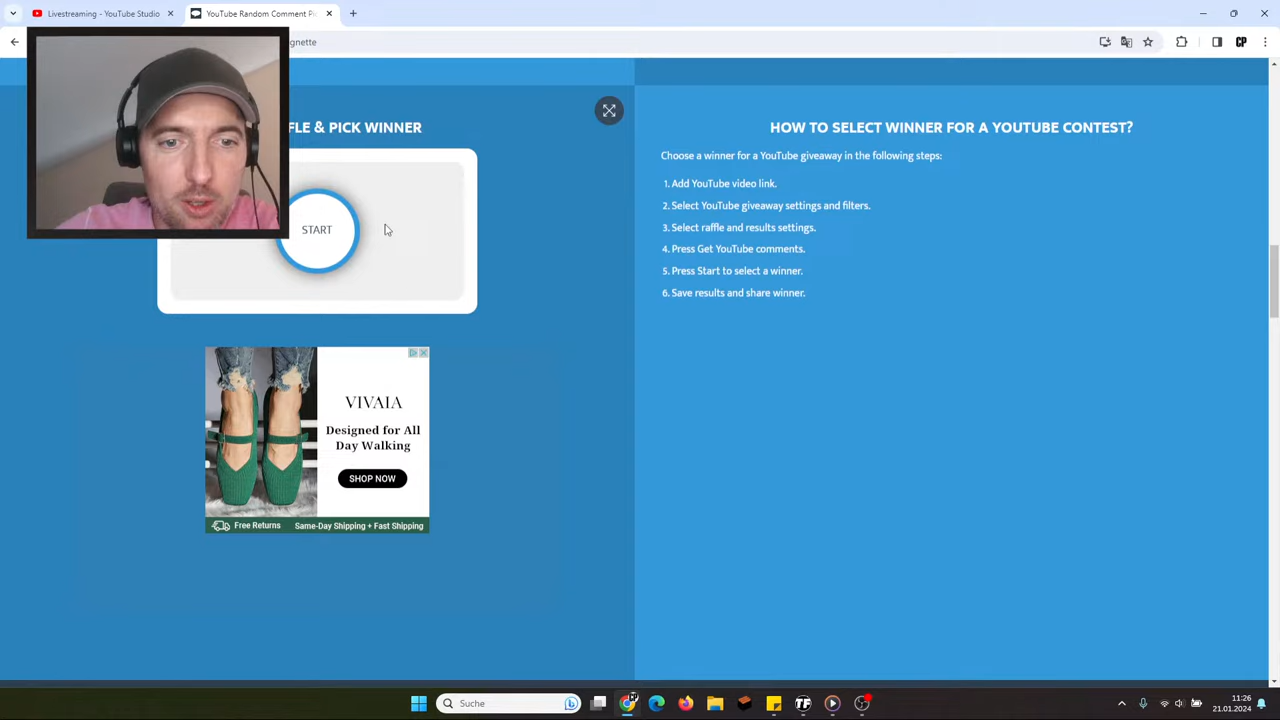 Livestreaming - YouTube Studio
YouTube Random Comment Pi
gnette
CP
FLE & PICK WINNER
START
HOW TO SELECT WINNER FOR A YOUTUBE CONTEST?
Choose a winner for a YouTube giveaway in the following steps:
1. Add YouTube video link.
2. Select YouTube giveaway settings and filters.
3. Select raffle and results settings.
4. Press Get YouTube comments.
5. Press Start to select a winner.
6. Save results and share winner.
VIVAIA
Designed for All
Day Walking
SHOP NOW
Free Returns
Same-Day Shipping + Fast Shipping
Suche
11:26
21.01.2024